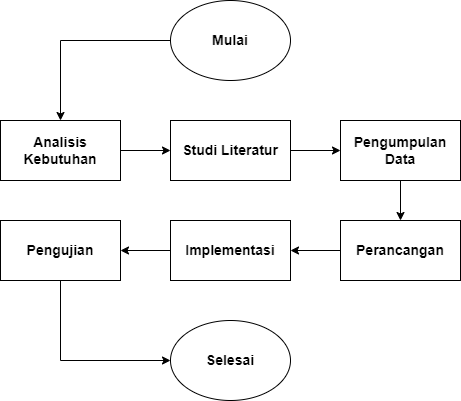 Mulai
Analisis
Kebutuhan
Studi Literatur
Pengumpulan
Data
Perancangan
Implementasi
Pengujian
Selesai